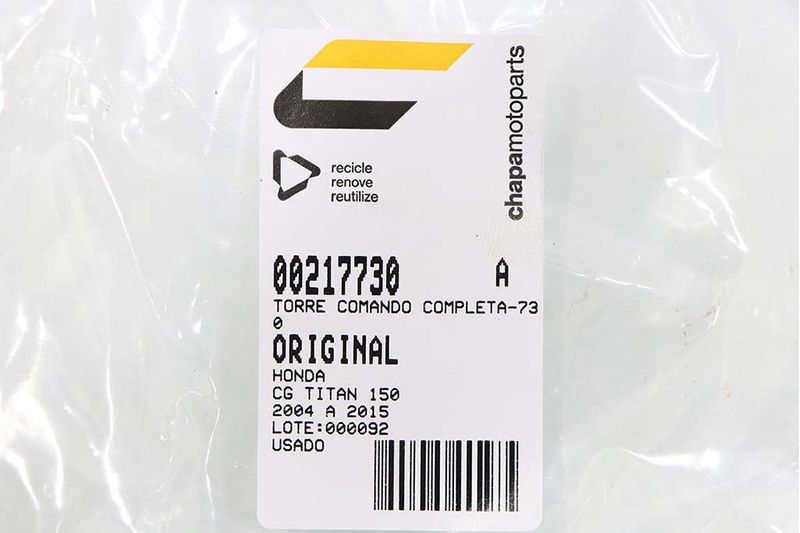 chapamotoparts
recicle
renove
reutilize
00217730 A
TORRE COMANDO COMPLETA-73
0
ORIGINAL
HONDA
CG TITAN 150
2004 A 2015
LOTE:000092
USADO